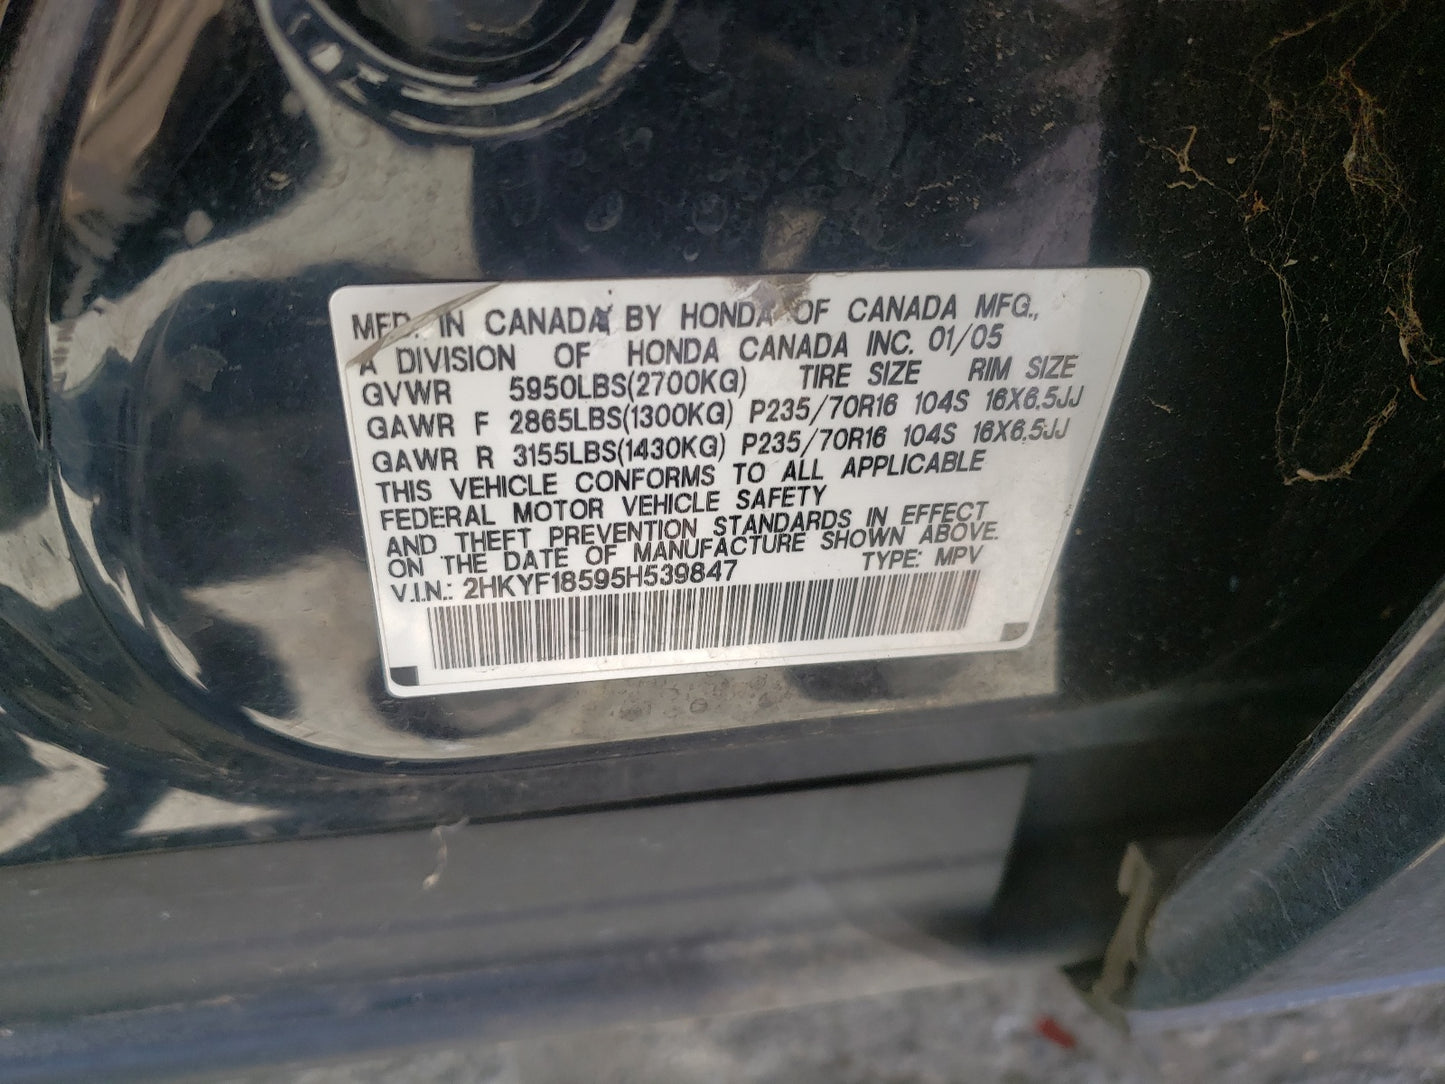 MFD. IN CANADA BY HONDA OF CANADA MFG.,
A DIVISION OF HONDA CANADA INC. 01/05
GVWR 5950LBS(2700KG) TIRE SIZE RIM SIZE
GAWR F 2865LBS(1300KG) P235/70R16 104S 16X6.5JJ
GAWR R 3155LBS(1430KG) P235/70R16 104S 16X6.5JJ
THIS VEHICLE CONFORMS TO ALL APPLICABLE
FEDERAL MOTOR VEHICLE SAFETY
AND THEFT PREVENTION STANDARDS IN EFFECT
ON THE DATE OF MANUFACTURE SHOWN ABOVE.
V.I.N.: 2HKYF18595H539847 TYPE: MPV